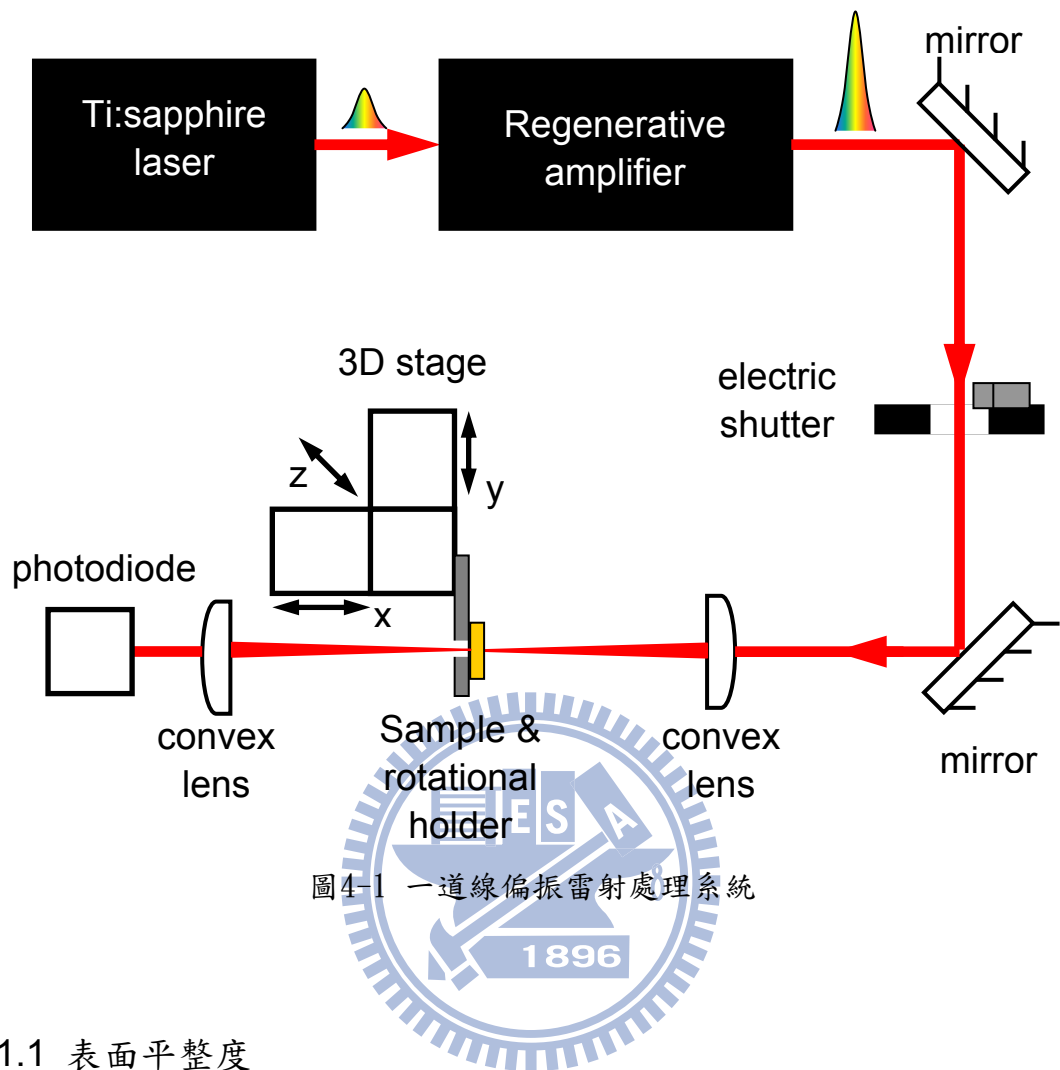 mirror
Ti:sapphire
laser
Regenerative
amplifier
3D stage
electric
shutter
z
y
photodiode
x
convex
lens
Sample &
rotational
holder
convex
lens
mirror
E S A
圖4-1 一道線偏振雷射處理系統
1896
1.1 表面平整度